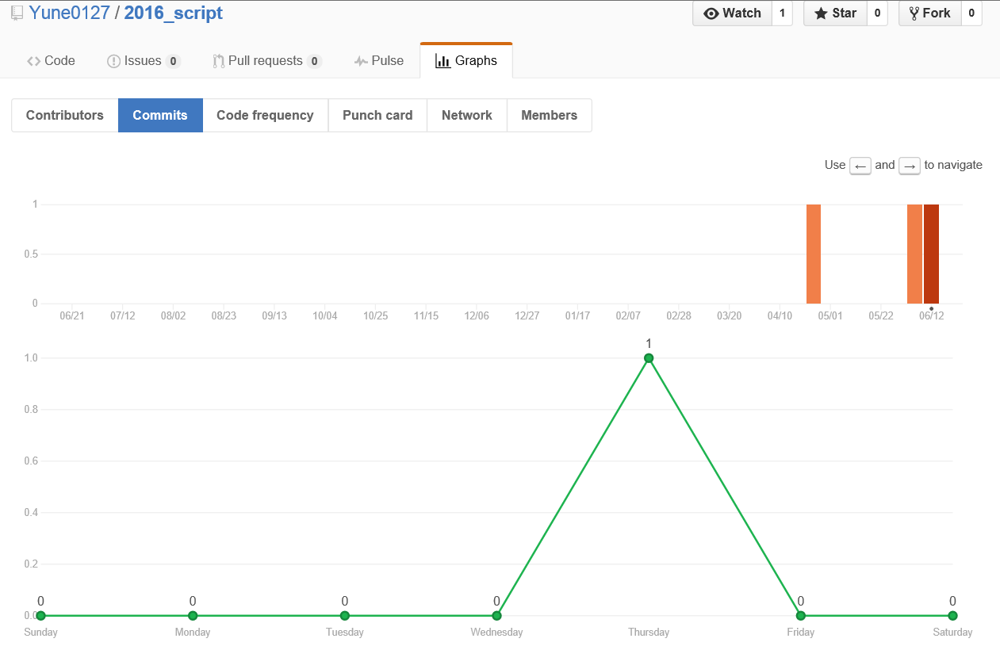 Yune0127 / 2016_script
Watch 1 Star 0 Fork 0
Code Issues 0 Pull requests 0 Pulse Graphs
Contributors Commits Code frequency Punch card Network Members
Use ← and → to navigate
1
0.5
0
06/21 07/12 08/02 08/23 09/13 10/04 10/25 11/15 12/06 12/27 01/17 02/07 02/28 03/20 04/10 05/01 05/22 06/12
1
1.0
0.8
0.6
0.4
0.2
0 0 0 0 0 0
0.0
Sunday Monday Tuesday Wednesday Thursday Friday Saturday